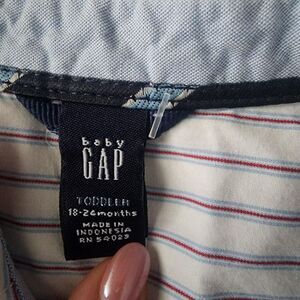 baby
GAP
TODDLER
18-24months
MADE IN
INDONESIA
RN 54023